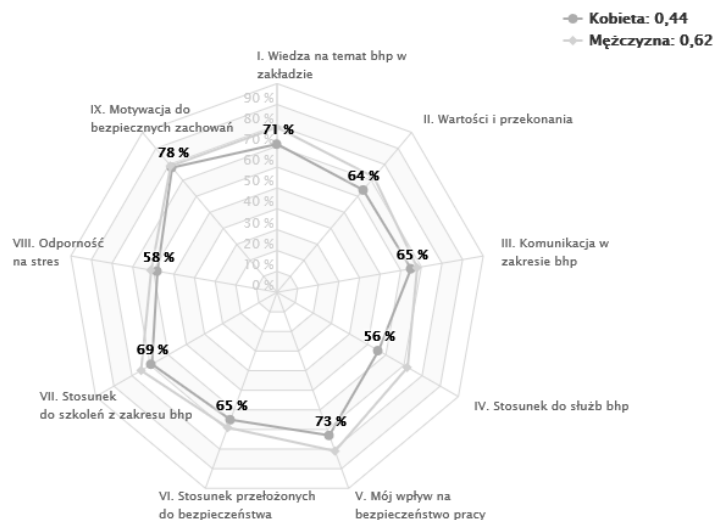 Kobieta: 0,44
Mężczyzna: 0,62
I. Wiedza na temat bhp w
zakładzie
IX. Motywacja do
bezpiecznych zachowań
II. Wartości i przekonania
90 %
71 %
78 %
70 %
60 %
64 %
50 %
40 %
30 %
VIII. Odporność
na stres
58 %
20 %
65 %
III. Komunikacja w
zakresie bhp
10 %
0 %
56 %
69 %
VII. Stosunek
do szkoleń z zakresu bhp
65 %
IV. Stosunek do służb bhp
73 %
VI. Stosunek przełożonych
do bezpieczeństwa
V. Mój wpływ na
bezpieczeństwo pracy